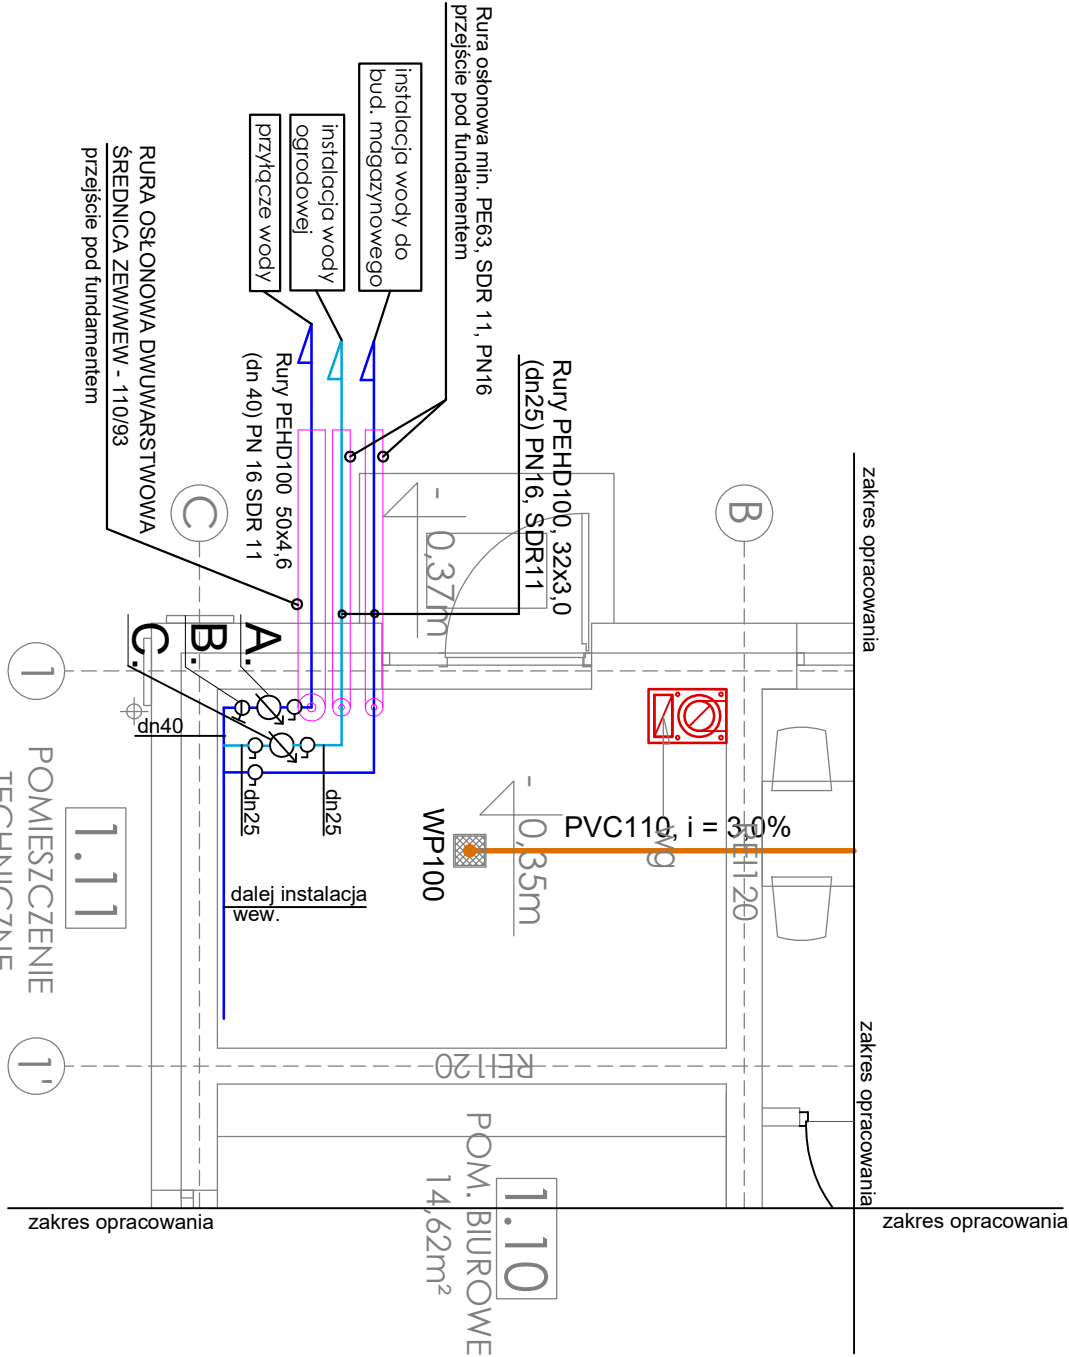 Rura osłonowa min. PE63, SDR 11, PN16
przejście pod fundamentem
instalacja wody do
bud. magazynowego
instalacja wody
ogrodowej
przyłącze wody
RURA OSŁONOWA DWUWARSTWOWA
ŚREDNICA ZEW/WEW - 110/93
przejście pod fundamentem
Rury PEHD100, 32x3,0
(dn25) PN16, SDR11
Rury PEHD100 50x4,6
(dn 40) PN 16 SDR 11
zakres opracowania
B
C
- 0,37m
A.
B.
C.
1
dn40
dn25
dn25
dalej instalacja
wew.
WP100
- 0,35m
PVC110, i = 3,0%
wg
REI120
1.11
POMIESZCZENIE
TECHNICZNE
1'
REI120
1.10
POM. BIUROWE
14,62m²
zakres opracowania
zakres opracowania
zakres opracowania